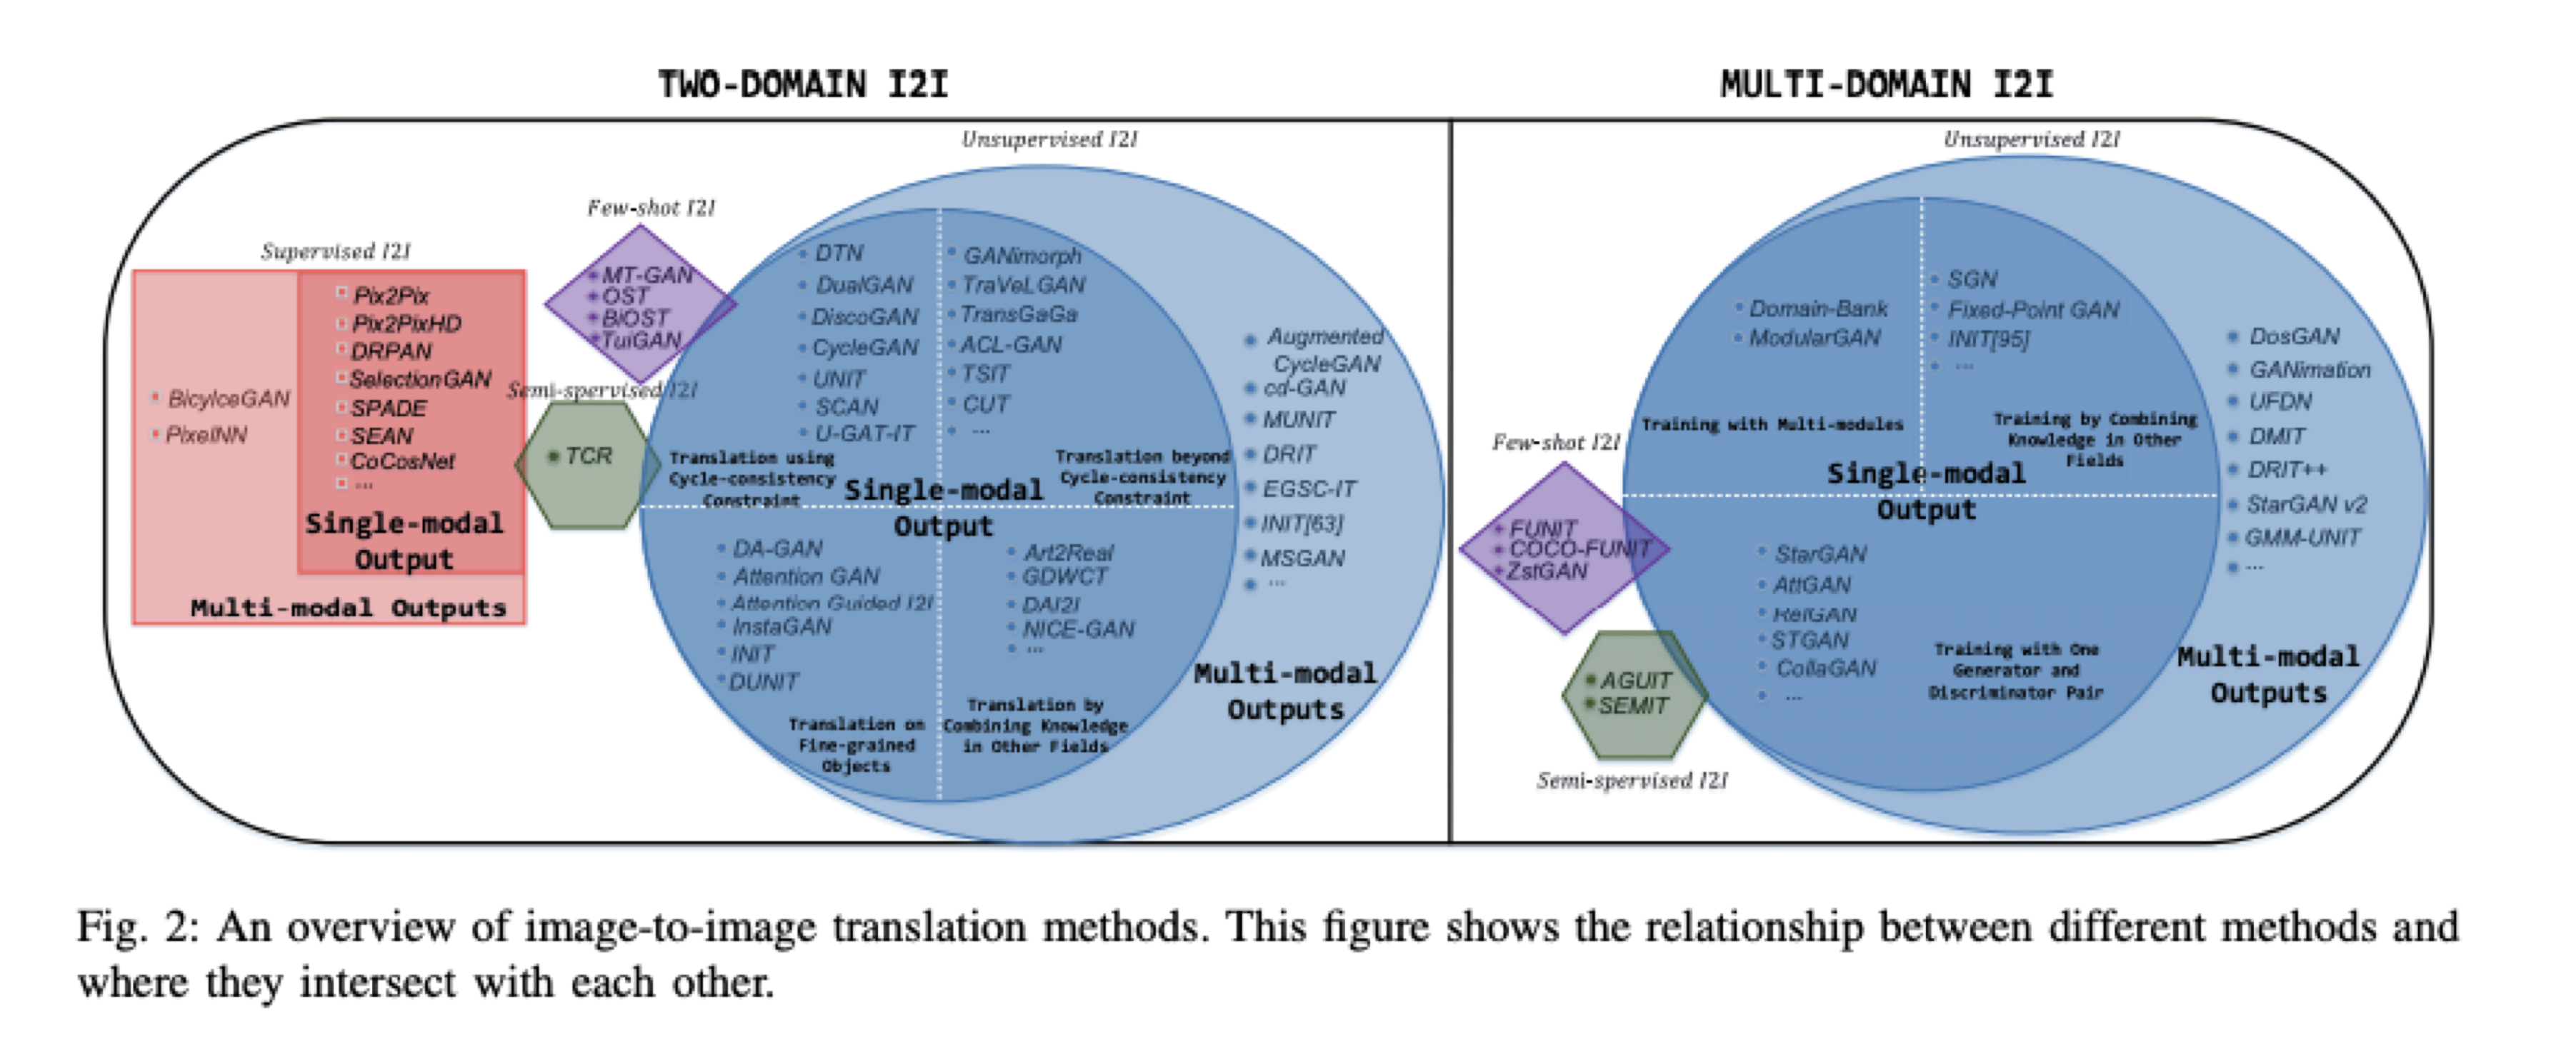 TWO-DOMAIN I2I
MULTI-DOMAIN I2I
Unsupervised I2I
Few-shot I2I
Supervised I2I
MT-GAN
OST
BiOST
TuiGAN
Pix2Pix
Pix2PixHD
DRPAN
SelectionGAN
SPADE
SEAN
CoCosNet
...
BicylceGAN
PixelNN
Single-modal
Output
Multi-modal Outputs
Semi-spervised I2I
TCR
DTN
DualGAN
DiscoGAN
CycleGAN
UNIT
SCAN
U-GAT-IT
Translation using
Cycle-consistency
Constraint
GANimorph
TraVeLGAN
TransGaGa
ACL-GAN
TSIT
CUT
...
Translation beyond
Cycle-consistency
Constraint
Single-modal
Output
DA-GAN
Attention GAN
Attention Guided I2I
InstaGAN
INIT
DUNIT
Translation on
Fine-grained
Objects
Art2Real
GDWCT
DAI2I
NICE-GAN
...
Translation by
Combining Knowledge
in Other Fields
Augmented
CycleGAN
cd-GAN
MUNIT
DRIT
EGSC-IT
INIT[63]
MSGAN
...
Multi-modal
Outputs
Unsupervised I2I
Domain-Bank
ModularGAN
Training with Multi-modules
SGN
Fixed-Point GAN
INIT[95]
...
Training by Combining
Knowledge in Other
Fields
Single-modal
Output
Few-shot I2I
FUNIT
COCO-FUNIT
ZstGAN
StarGAN
AttGAN
RelGAN
STGAN
CollaGAN
...
Training with One
Generator and
Discriminator Pair
AGUIT
SEMIT
Semi-spervised I2I
DosGAN
GANimation
UFDN
DMIT
DRIT++
StarGAN v2
GMM-UNIT
...
Multi-modal
Outputs
Fig. 2: An overview of image-to-image translation methods. This figure shows the relationship between different methods and
where they intersect with each other.